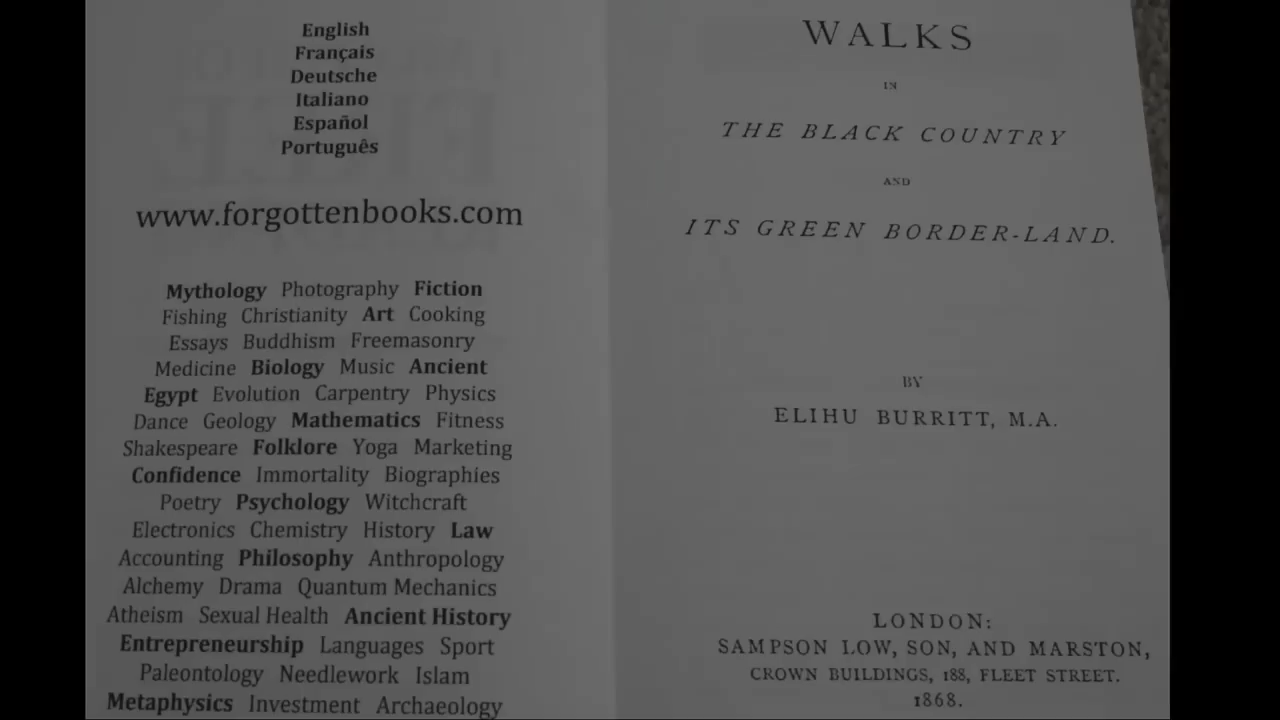 English
Français
Deutsche
Italiano
Español
Português
www.forgottenbooks.com
Mythology Photography Fiction
Fishing Christianity Art Cooking
Essays Buddhism Freemasonry
Medicine Biology Music Ancient
Egypt Evolution Carpentry Physics
Dance Geology Mathematics Fitness
Shakespeare Folklore Yoga Marketing
Confidence Immortality Biographies
Poetry Psychology Witchcraft
Electronics Chemistry History Law
Accounting Philosophy Anthropology
Alchemy Drama Quantum Mechanics
Atheism Sexual Health Ancient History
Entrepreneurship Languages Sport
Paleontology Needlework Islam
Metaphysics Investment Archaeology
WALKS
IN
THE BLACK COUNTRY
AND
ITS GREEN BORDER-LAND.
BY
ELIHU BURRITT, M.A.
LONDON:
SAMPSON LOW, SON, AND MARSTON,
CROWN BUILDINGS, 188, FLEET STREET.
1868.